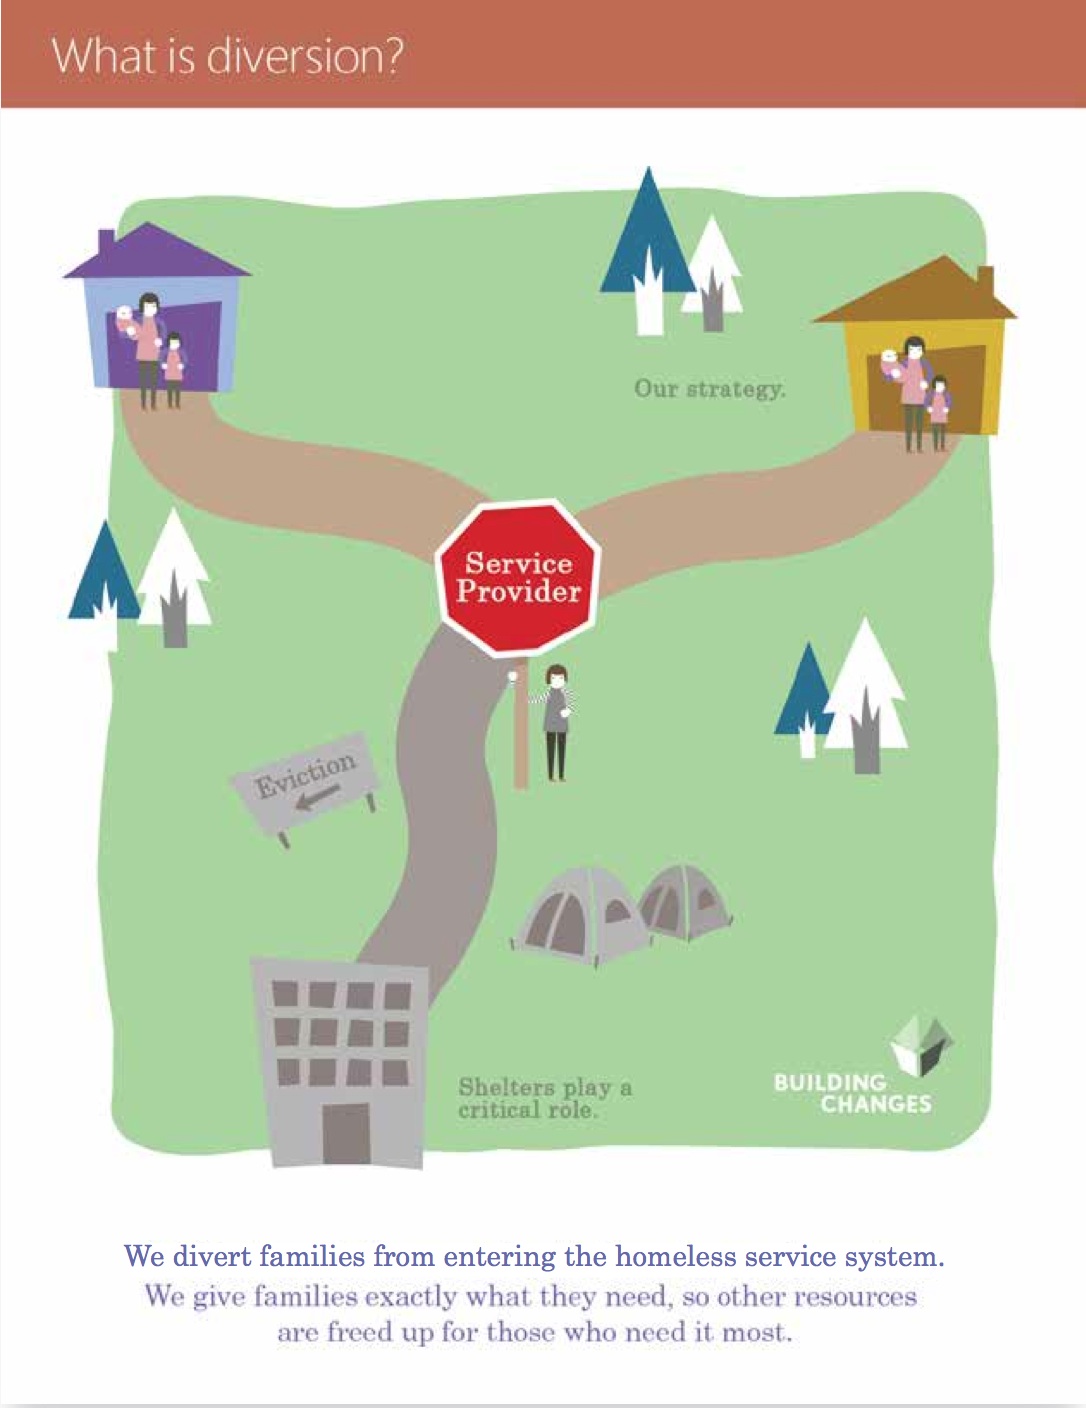 What is diversion?
Our strategy.
Service
Provider
Eviction
Shelters play a
critical role.
BUILDING
CHANGES
We divert families from entering the homeless service system.
We give families exactly what they need, so other resources
are freed up for those who need it most.